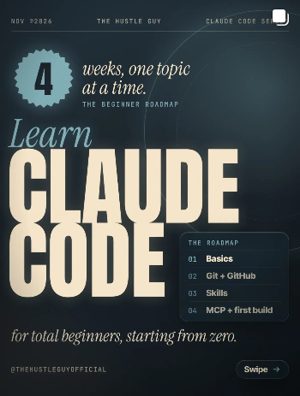 THE HUSTLE GUY
CLAUDE CODE
4
weeks, one topic
at a time.
THE BEGINNER ROADMAP
Learn
CLAUDE
CODE
THE ROADMAP
01 Basics
02 Git + GitHub
03 Skills
04 MCP + first build
for total beginners, starting from zero.
@THEHUSTLEGUYOFFICIAL
Swipe →